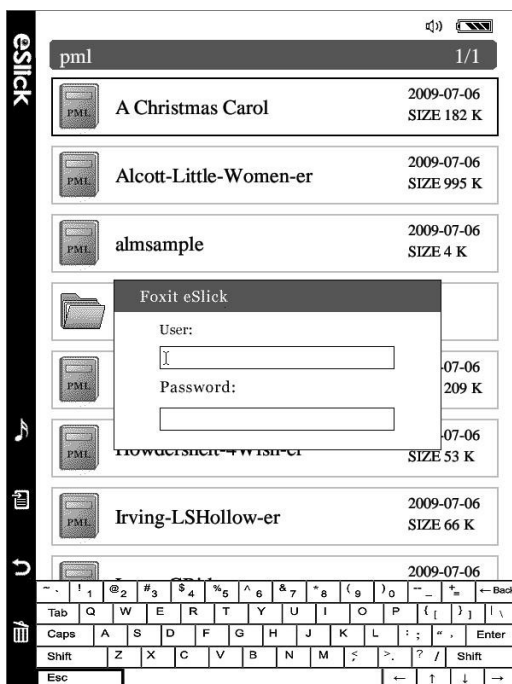 eSlick
pml 1/1
PML A Christmas Carol 2009-07-06
SIZE 182 K
PML Alcott-Little-Women-er 2009-07-06
SIZE 995 K
PML almsample 2009-07-06
SIZE 4 K
Foxit eSlick
User:
Password:
PML -07-06
209 K
PML -07-06
SIZE 53 K
PML Irving-LSHollow-er 2009-07-06
SIZE 66 K
2009-07-06
~ ` ! 1 @ 2 # 3 $ 4 % 5 ^ 6 & 7 * 8 ( 9 ) 0 - _ + = ← Back
Tab Q W E R T Y U I O P { [ } ] | \
Caps A S D F G H J K L : ; " , Enter
Shift Z X C V B N M < , > . ? / Shift
Esc ← ↑ ↓ →